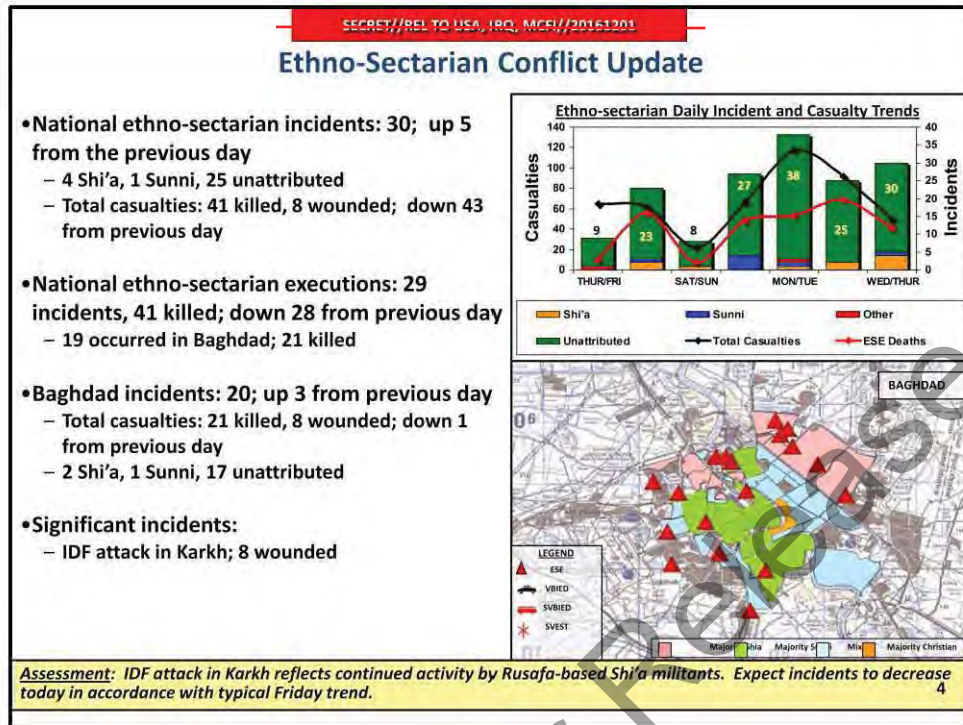 SECRET//REL TO USA, IRQ, MCFI//20161201
Ethno-Sectarian Conflict Update
•National ethno-sectarian incidents: 30; up 5
from the previous day
– 4 Shi'a, 1 Sunni, 25 unattributed
– Total casualties: 41 killed, 8 wounded; down 43
from previous day
•National ethno-sectarian executions: 29
incidents, 41 killed; down 28 from previous day
– 19 occurred in Baghdad; 21 killed
•Baghdad incidents: 20; up 3 from previous day
– Total casualties: 21 killed, 8 wounded; down 1
from previous day
– 2 Shi'a, 1 Sunni, 17 unattributed
•Significant incidents:
– IDF attack in Karkh; 8 wounded
Ethno-sectarian Daily Incident and Casualty Trends
Casualties
140
120
100
80
60
40
20
0
9
23
8
27
38
25
30
40
35
30
25
20
15
10
5
0
Incidents
THUR/FRI SAT/SUN MON/TUE WED/THUR
Shi'a Sunni Other
Unattributed Total Casualties ESE Deaths
BAGHDAD
LEGEND
ESE
VBIED
SVBIED
SVEST
Majority Christian
Assessment: IDF attack in Karkh reflects continued activity by Rusafa-based Shi'a militants. Expect incidents to decrease
today in accordance with typical Friday trend.
4
Release